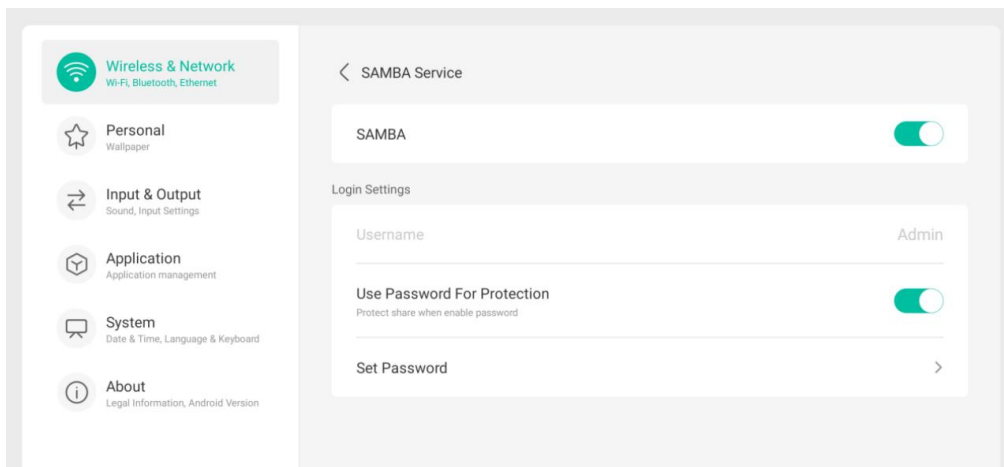 Wireless & Network
Wi-Fi, Bluetooth, Ethernet
Personal
Wallpaper
Input & Output
Sound, Input Settings
Application
Application management
System
Date & Time, Language & Keyboard
About
Legal Information, Android Version
SAMBA Service
SAMBA
Login Settings
Username Admin
Use Password For Protection
Protect share when enable password
Set Password